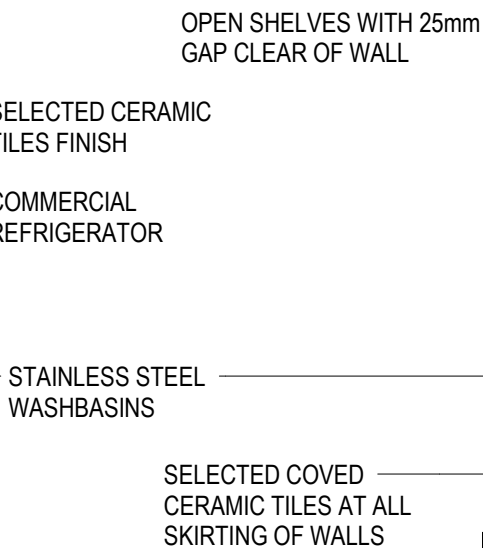 OPEN SHELVES WITH 25mm
GAP CLEAR OF WALL
SELECTED CERAMIC
TILES FINISH
COMMERCIAL
REFRIGERATOR
STAINLESS STEEL
WASHBASINS
SELECTED COVED
CERAMIC TILES AT ALL
SKIRTING OF WALLS